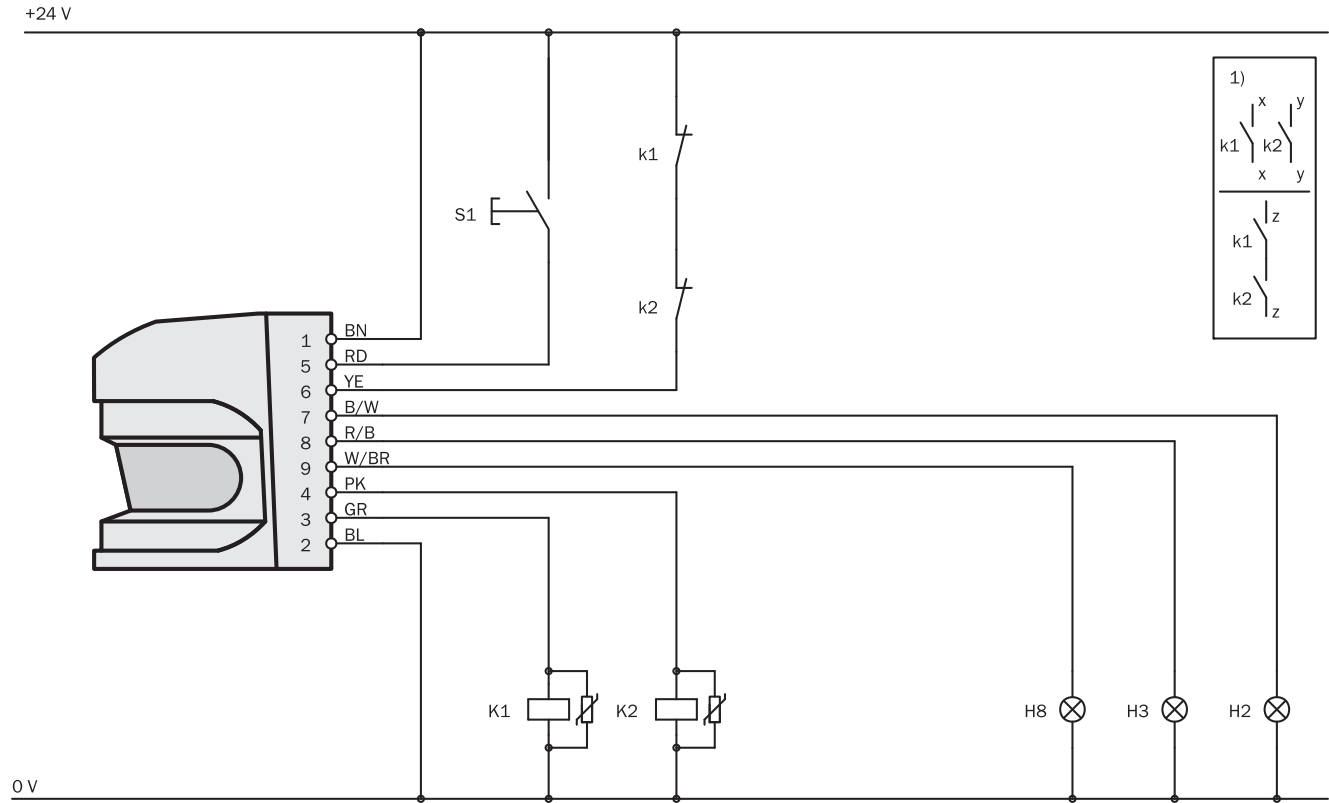 +24 V
1)
x y
k1 k2
x y
z
k1
k2
z
k1
S1
k2
1 BN
5 RD
6 YE
7 B/W
8 R/B
9 W/BR
4 PK
3 GR
2 BL
K1 K2 H8 H3 H2
0 V